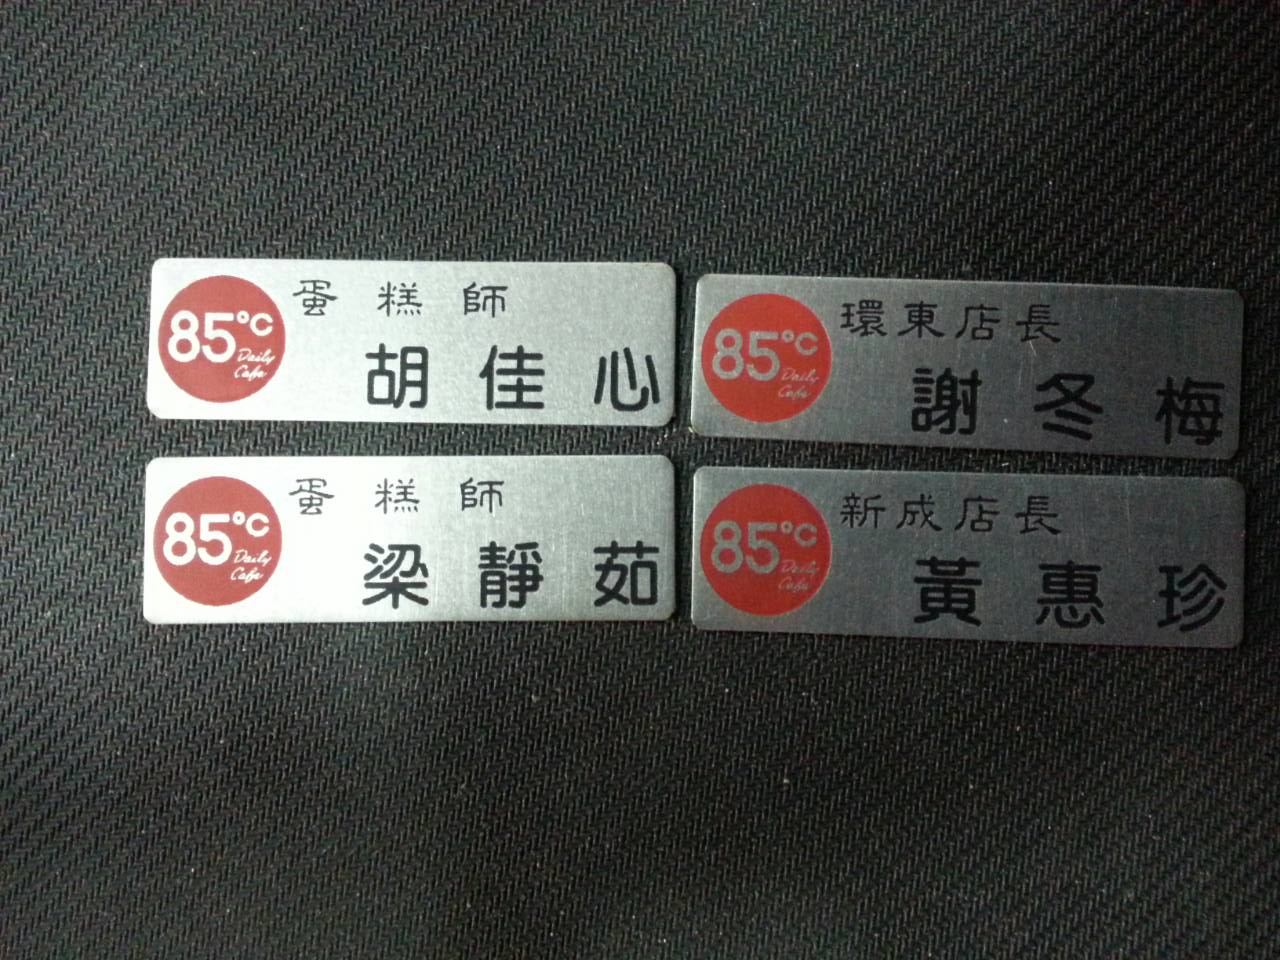 85°C
Daily
Cafe
蛋糕師
胡佳心
85°C
Daily
Cafe
環東店長
謝冬梅
85°C
Daily
Cafe
蛋糕師
梁靜茹
85°C
Daily
Cafe
新成店長
黃惠珍